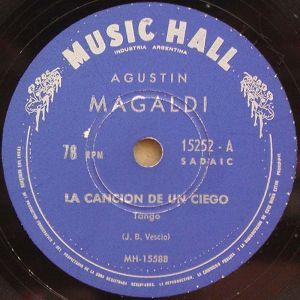 MUSIC HALL
INDUSTRIA ARGENTINA
AGUSTIN
MAGALDI
78 RPM
15252 - A
SADAIC
LA CANCION DE UN CIEGO
Tango
(J. B. Vescio)
MH-15588